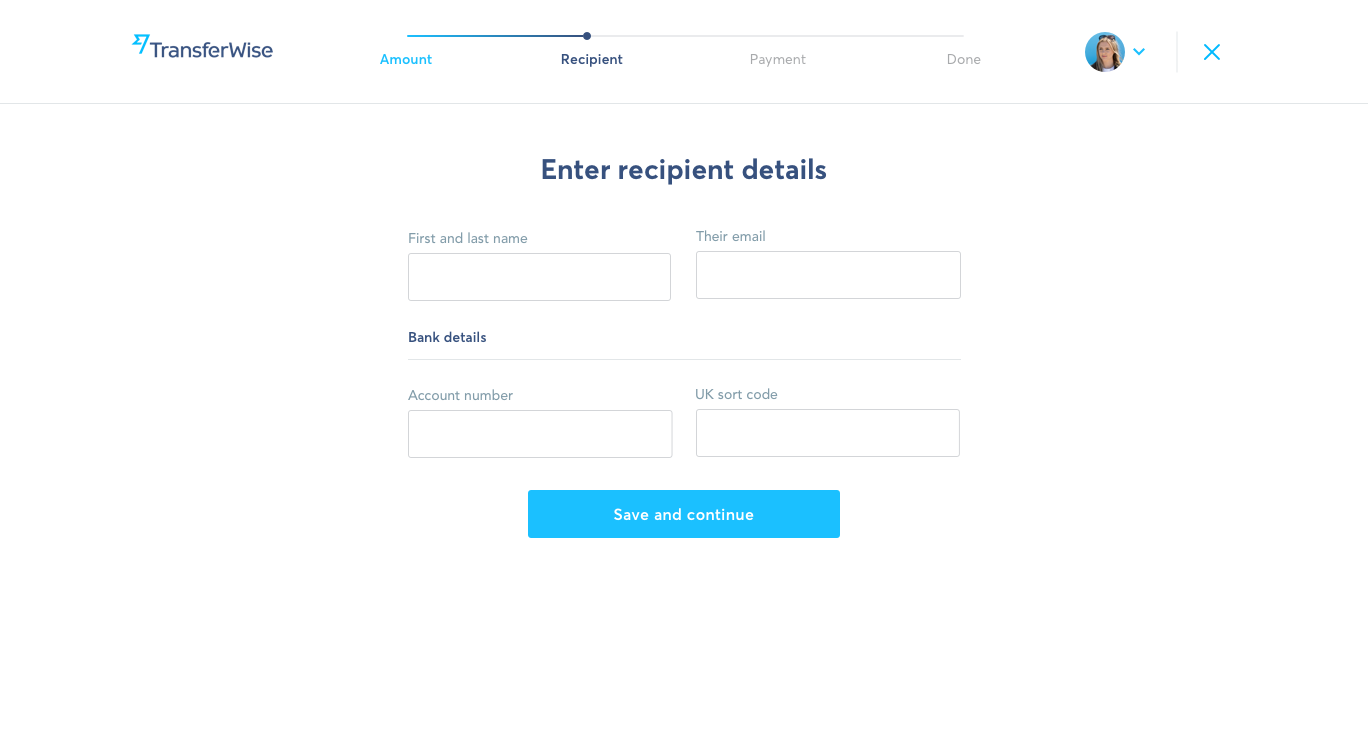 TransferWise
Amount
Recipient
Payment
Done
Enter recipient details
First and last name
Their email
Bank details
Account number
UK sort code
Save and continue